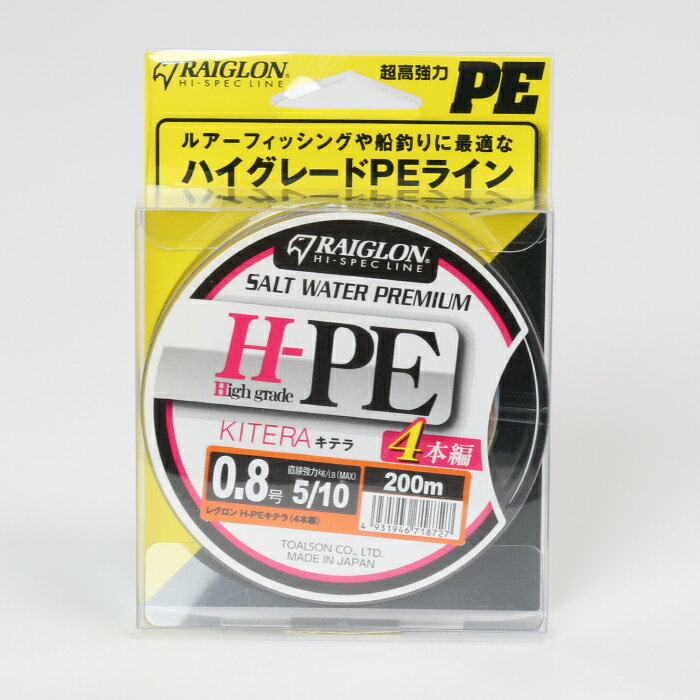 RAIGLON®
HI-SPEC LINE
超高強力 PE
ルアーフィッシングや船釣りに最適な
ハイグレードPEライン
RAIGLON®
HI-SPEC LINE
SALT WATER PREMIUM
H-PE
High grade
KITERA キテラ
4本編
0.8号
直線強力kg/LB(MAX)
5/10
200m
レグロン H-PEキテラ(4本編)
4 931946 718727
TOALSON CO., LTD.
MADE IN JAPAN